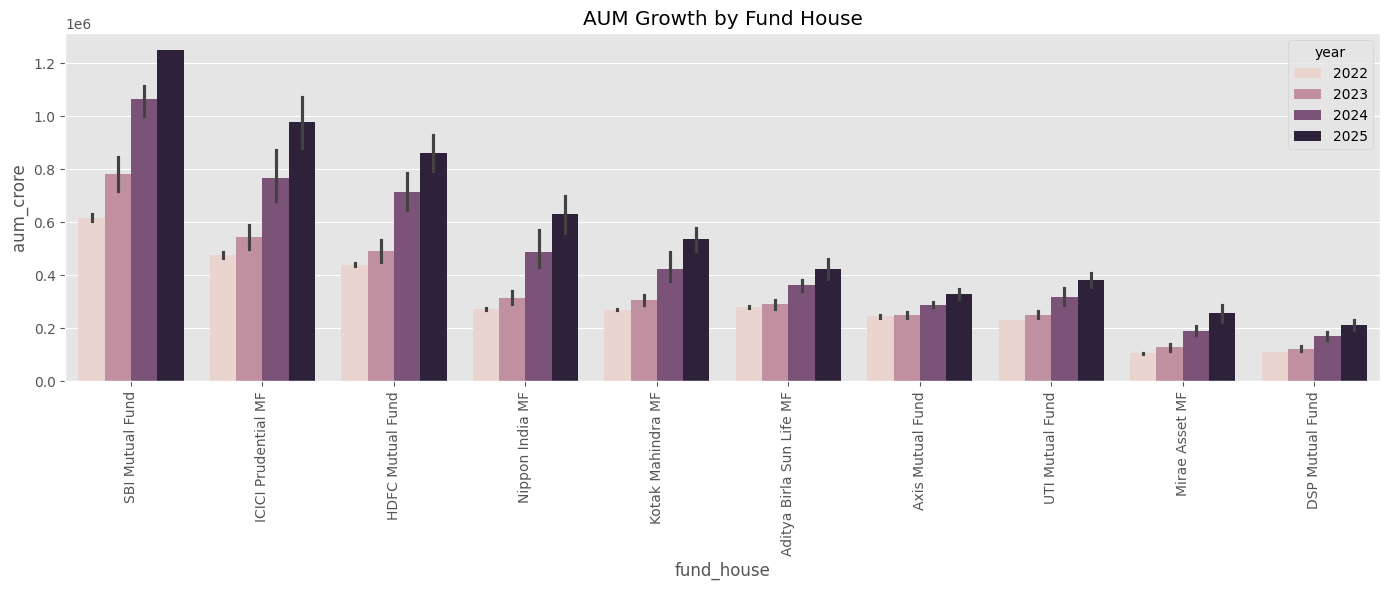 AUM Growth by Fund House
1e6
aum_crore
1.2
1.0
0.8
0.6
0.4
0.2
0.0
year
2022
2023
2024
2025
SBI Mutual Fund
ICICI Prudential MF
HDFC Mutual Fund
Nippon India MF
Kotak Mahindra MF
Aditya Birla Sun Life MF
Axis Mutual Fund
UTI Mutual Fund
Mirae Asset MF
DSP Mutual Fund
fund_house